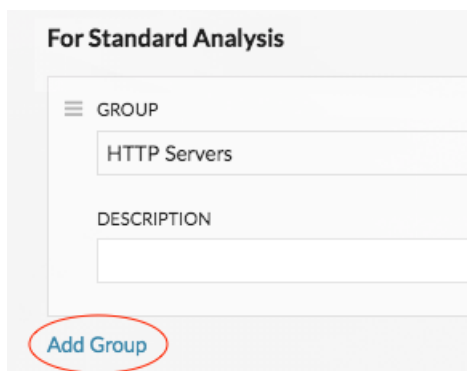 For Standard Analysis
GROUP
HTTP Servers
DESCRIPTION
Add Group